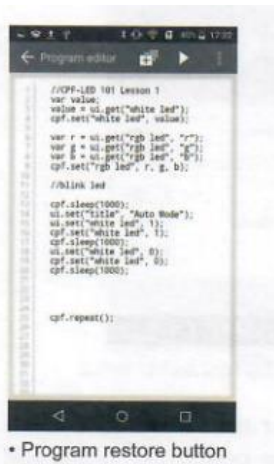 40% 17:32
Program editor
//CPF-LED 101 Lesson 1
var value;
value = ui.get("white led");
cpf.set("white led", value);
var r = ui.get("rgb led", "r");
var g = ui.get("rgb led", "g");
var b = ui.get("rgb led", "b");
cpf.set("rgb led", r, g, b);
//blink led
cpf.sleep(1000);
ui.set("title", "Auto Mode");
ui.set("white led", 1);
cpf.set("white led", 1);
cpf.sleep(1000);
ui.set("white led", 0);
cpf.set("white led", 0);
cpf.sleep(1000);
cpf.repeat();
• Program restore button